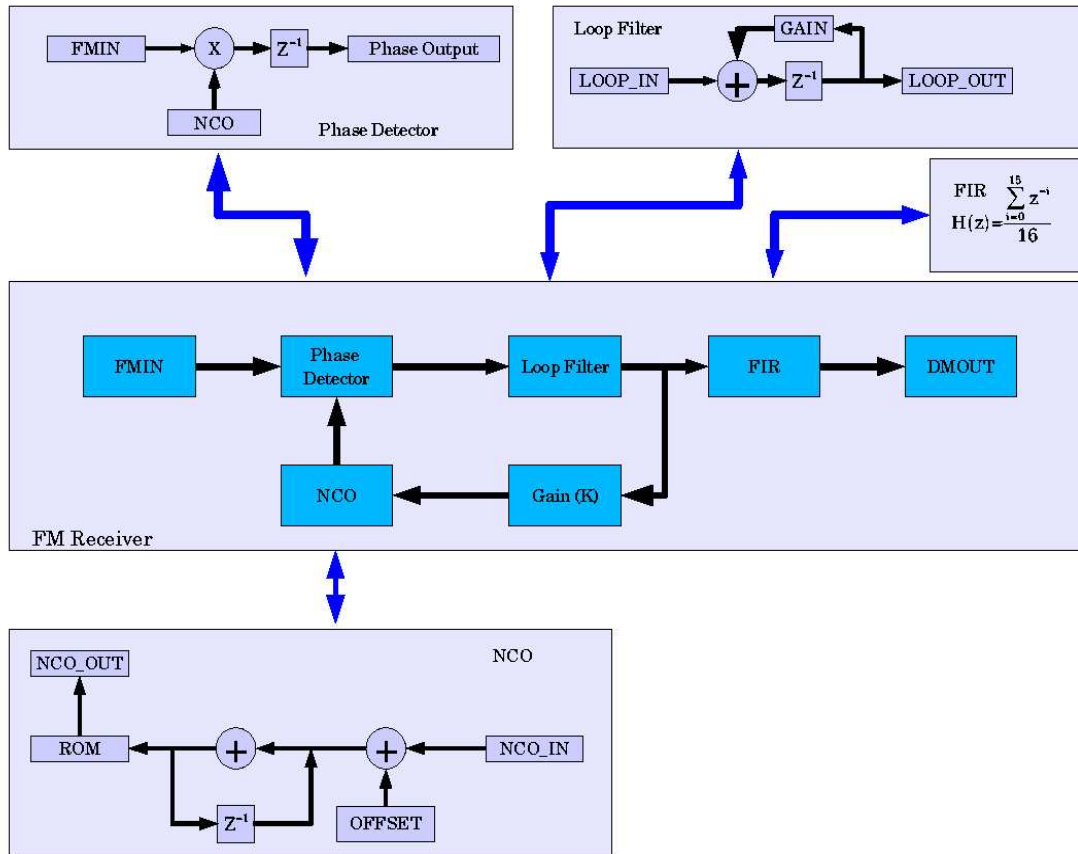 FMIN
X
Z⁻¹
Phase Output
NCO
Phase Detector
Loop Filter
GAIN
LOOP_IN
+
Z⁻¹
LOOP_OUT
FIR
H(z)=
15
∑ z⁻ⁱ
i=0
16
FMIN
Phase
Detector
Loop Filter
FIR
DMOUT
NCO
Gain (K)
FM Receiver
NCO
NCO_OUT
ROM
+
+
NCO_IN
Z⁻¹
OFFSET